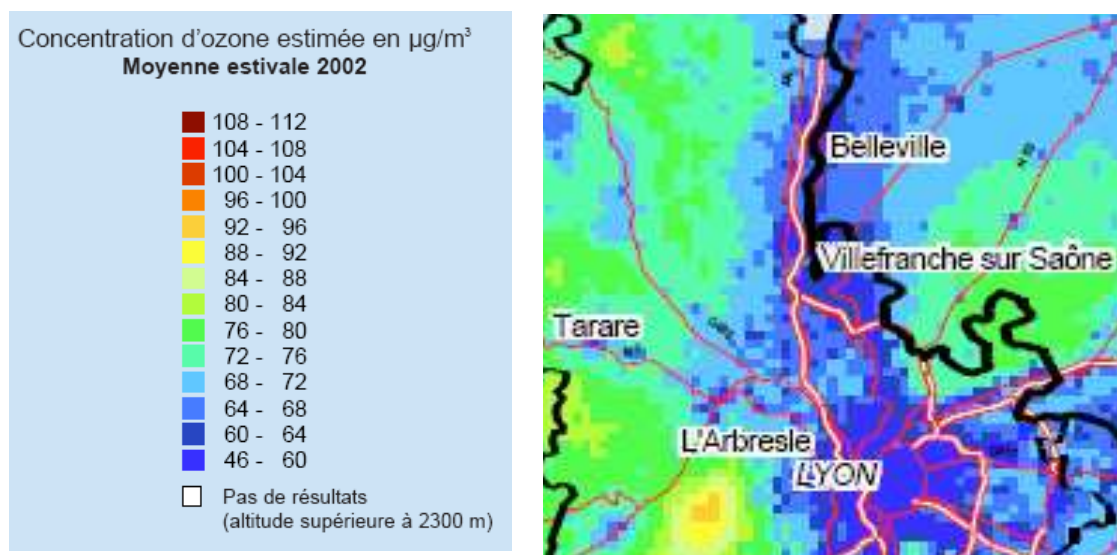 Concentration d'ozone estimée en µg/m³
Moyenne estivale 2002
108 - 112
104 - 108
100 - 104
96 - 100
92 - 96
88 - 92
84 - 88
80 - 84
76 - 80
72 - 76
68 - 72
64 - 68
60 - 64
46 - 60
Pas de résultats
(altitude supérieure à 2300 m)
Belleville
Villefranche sur Saône
Tarare
L'Arbresle
LYON